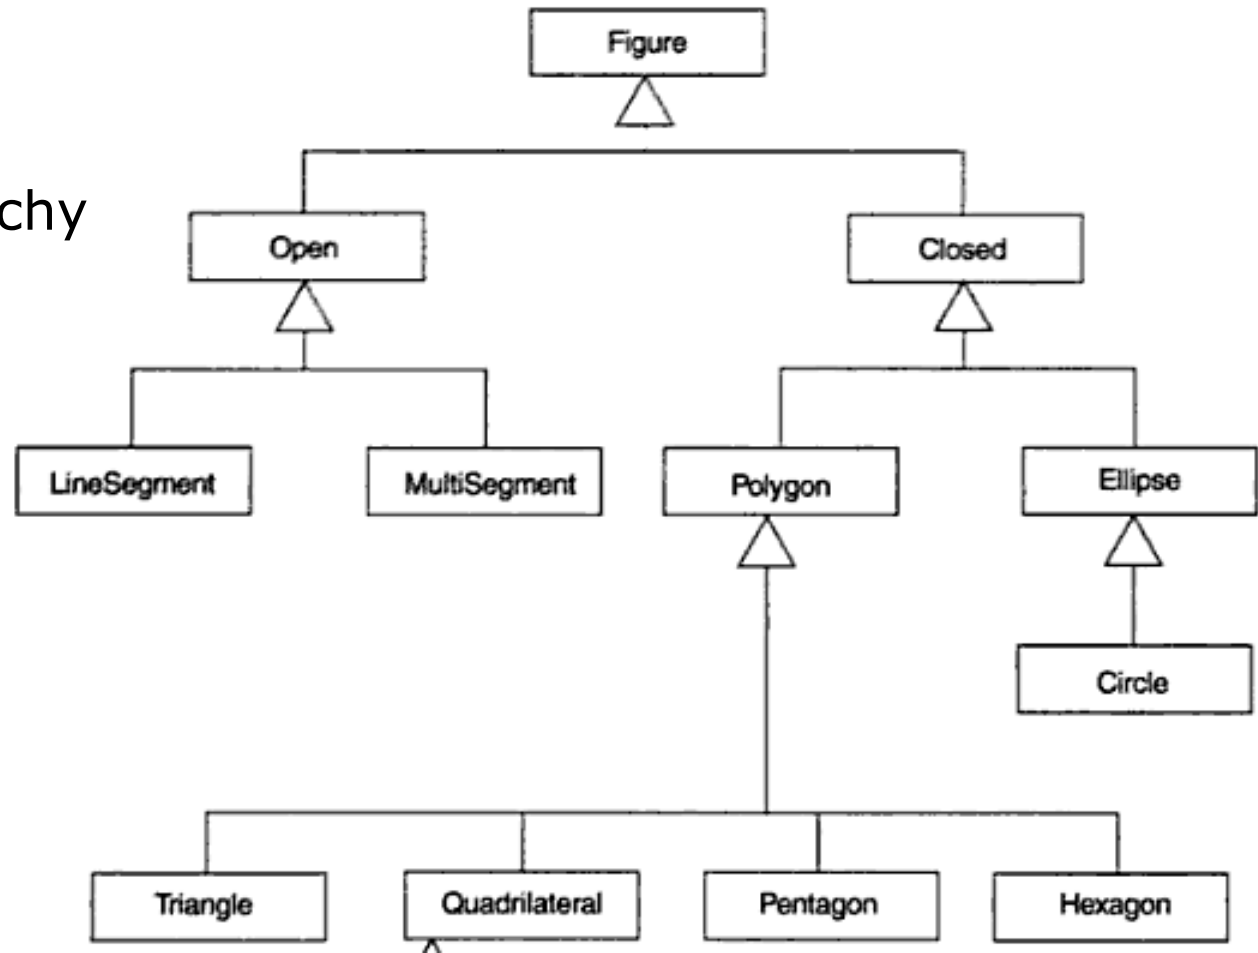 Figure
chy
Open
Closed
LineSegment
MultiSegment
Polygon
Ellipse
Circle
Triangle
Quadrilateral
Pentagon
Hexagon